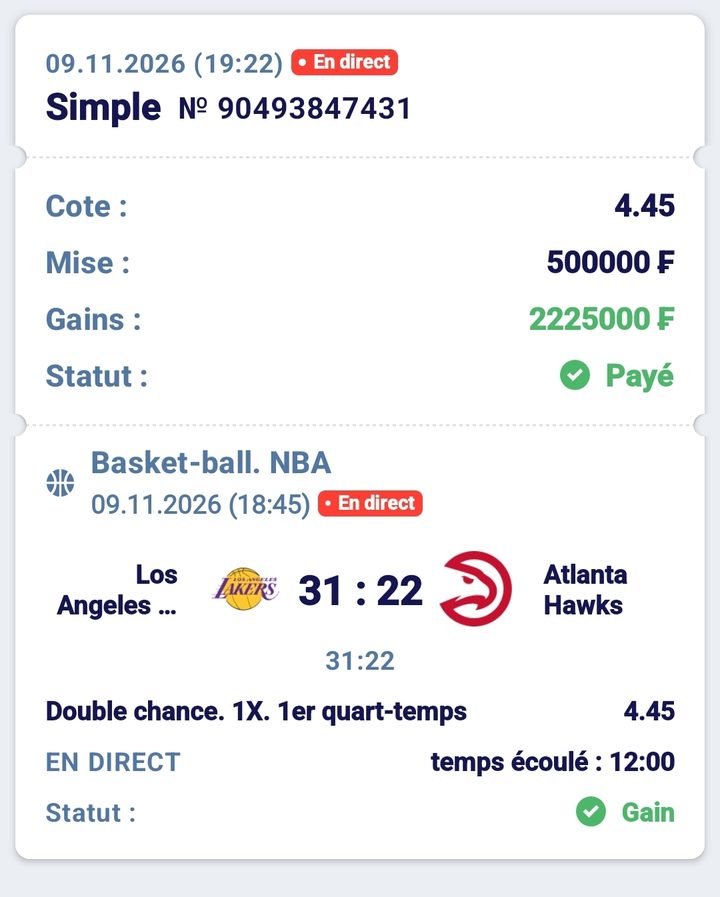 09.11.2026 (19:22) • En direct
Simple № 90493847431
Cote : 4.45
Mise : 500000 ₣
Gains : 2225000 ₣
Statut : Payé
Basket-ball. NBA
09.11.2026 (18:45) • En direct
Los Angeles ... LOS ANGELES LAKERS 31 : 22 Atlanta Hawks
31:22
Double chance. 1X. 1er quart-temps 4.45
EN DIRECT temps écoulé : 12:00
Statut : Gain